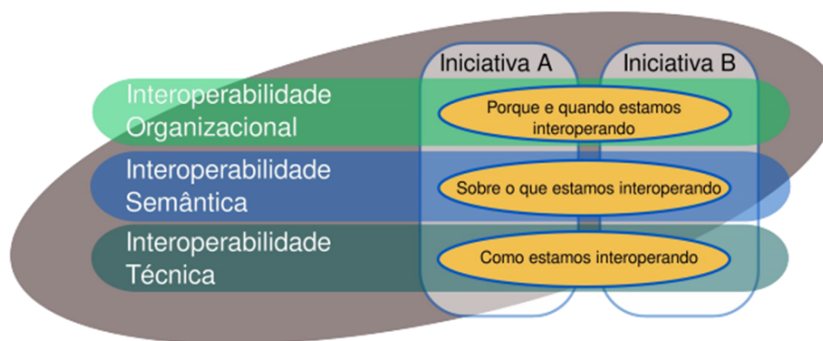 Iniciativa A
Iniciativa B
Interoperabilidade
Organizacional
Porque e quando estamos
interoperando
Interoperabilidade
Semântica
Sobre o que estamos interoperando
Interoperabilidade
Técnica
Como estamos interoperando